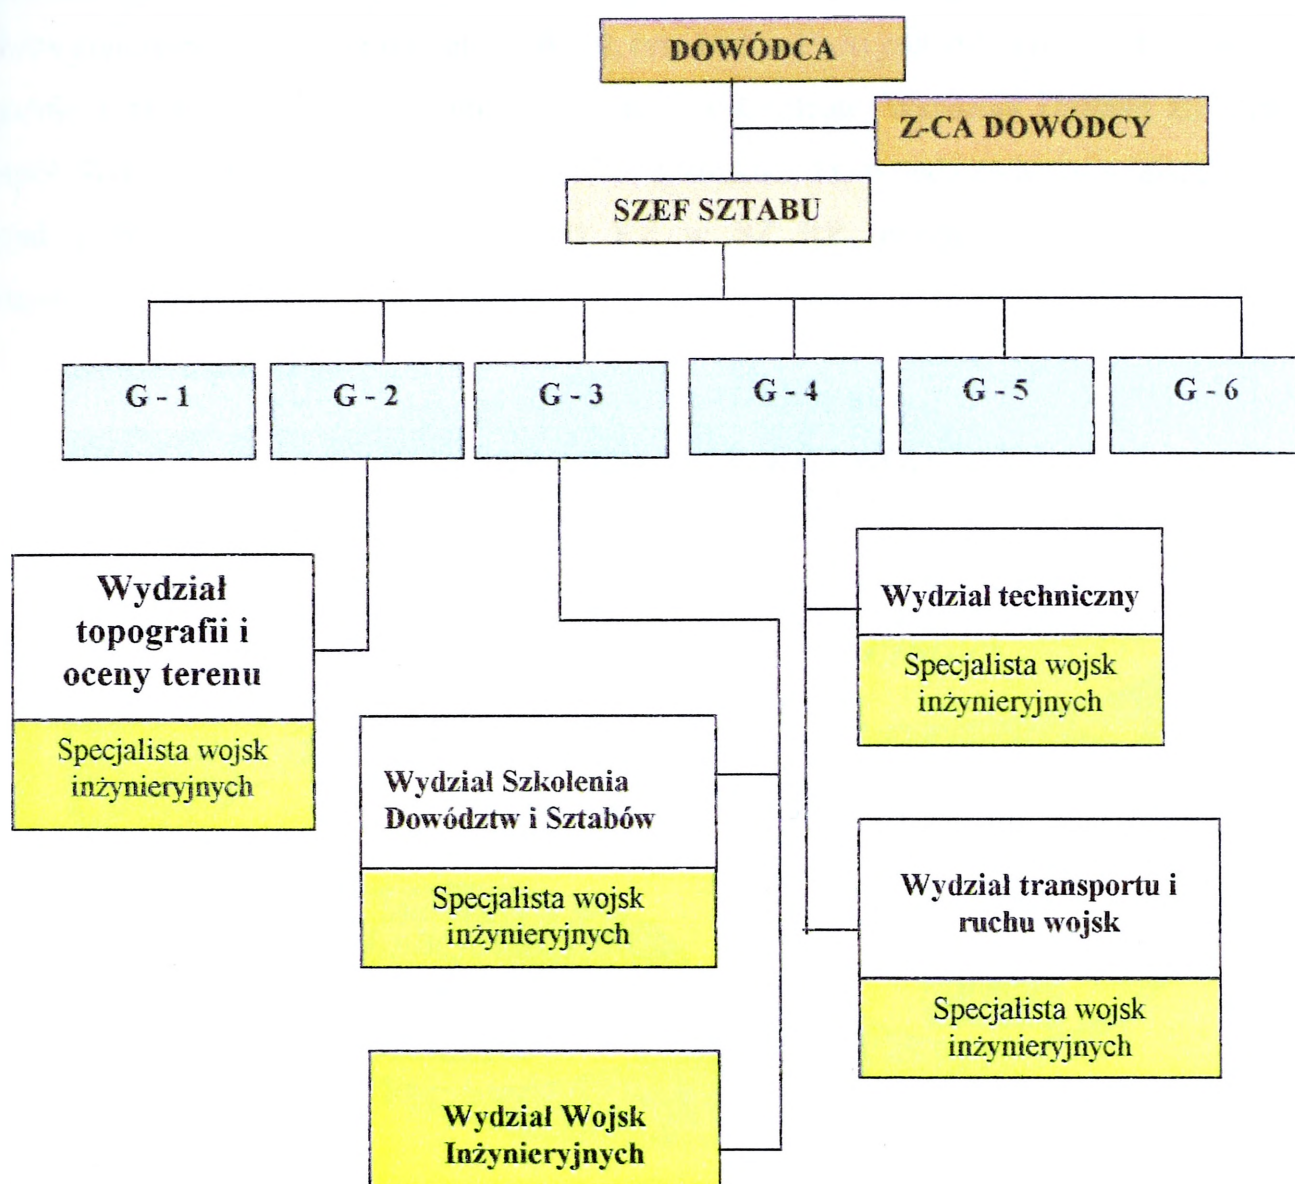 DOWÓDCA
Z-CA DOWÓDCY
SZEF SZTABU
G - 1
G - 2
G - 3
G - 4
G - 5
G - 6
Wydział
topografii i
oceny terenu
Specjalista wojsk
inżynieryjnych
Wydział Szkolenia
Dowództw i Sztabów
Specjalista wojsk
inżynieryjnych
Wydział Wojsk
Inżynieryjnych
Wydział techniczny
Specjalista wojsk
inżynieryjnych
Wydział transportu i
ruchu wojsk
Specjalista wojsk
inżynieryjnych